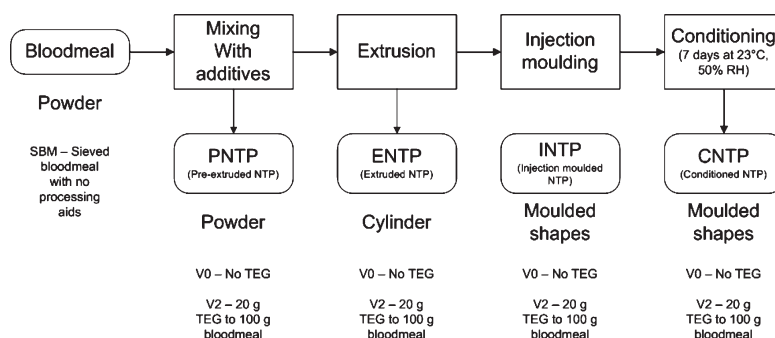 Bloodmeal
Powder
SBM – Sieved
bloodmeal
with no
processing
aids
Mixing
With
additives
PNTP
(Pre-extruded NTP)
Powder
V0 – No TEG
V2 – 20 g
TEG to 100 g
bloodmeal
Extrusion
ENTP
(Extruded NTP)
Cylinder
V0 – No TEG
V2 – 20 g
TEG to 100 g
bloodmeal
Injection
moulding
INTP
(Injection moulded
NTP)
Moulded
shapes
V0 – No TEG
V2 – 20 g
TEG to 100 g
bloodmeal
Conditioning
(7 days at 23°C,
50% RH)
CNTP
(Conditioned NTP)
Moulded
shapes
V0 – No TEG
V2 – 20 g
TEG to 100 g
bloodmeal